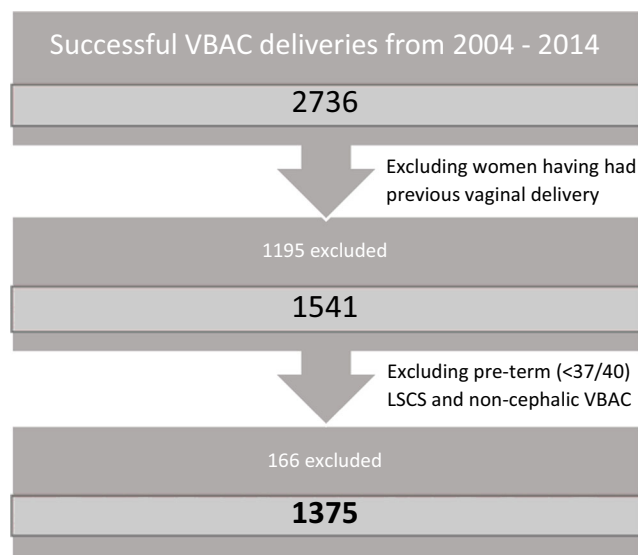 Successful VBAC deliveries from 2004 - 2014
2736
Excluding women having had
previous vaginal delivery
1195 excluded
1541
Excluding pre-term (<37/40)
LSCS and non-cephalic VBAC
166 excluded
1375